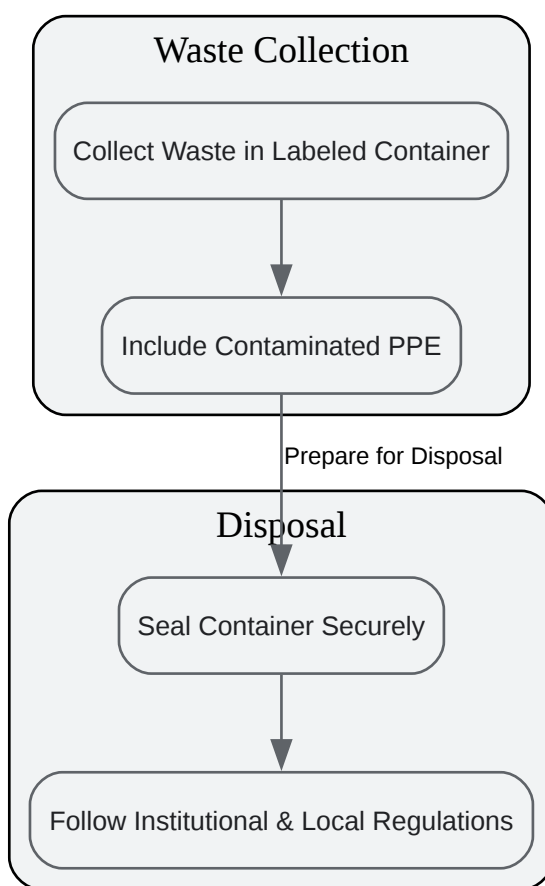 Waste Collection
Collect Waste in Labeled Container
Include Contaminated PPE
Prepare for Disposal
Disposal
Seal Container Securely
Follow Institutional & Local Regulations